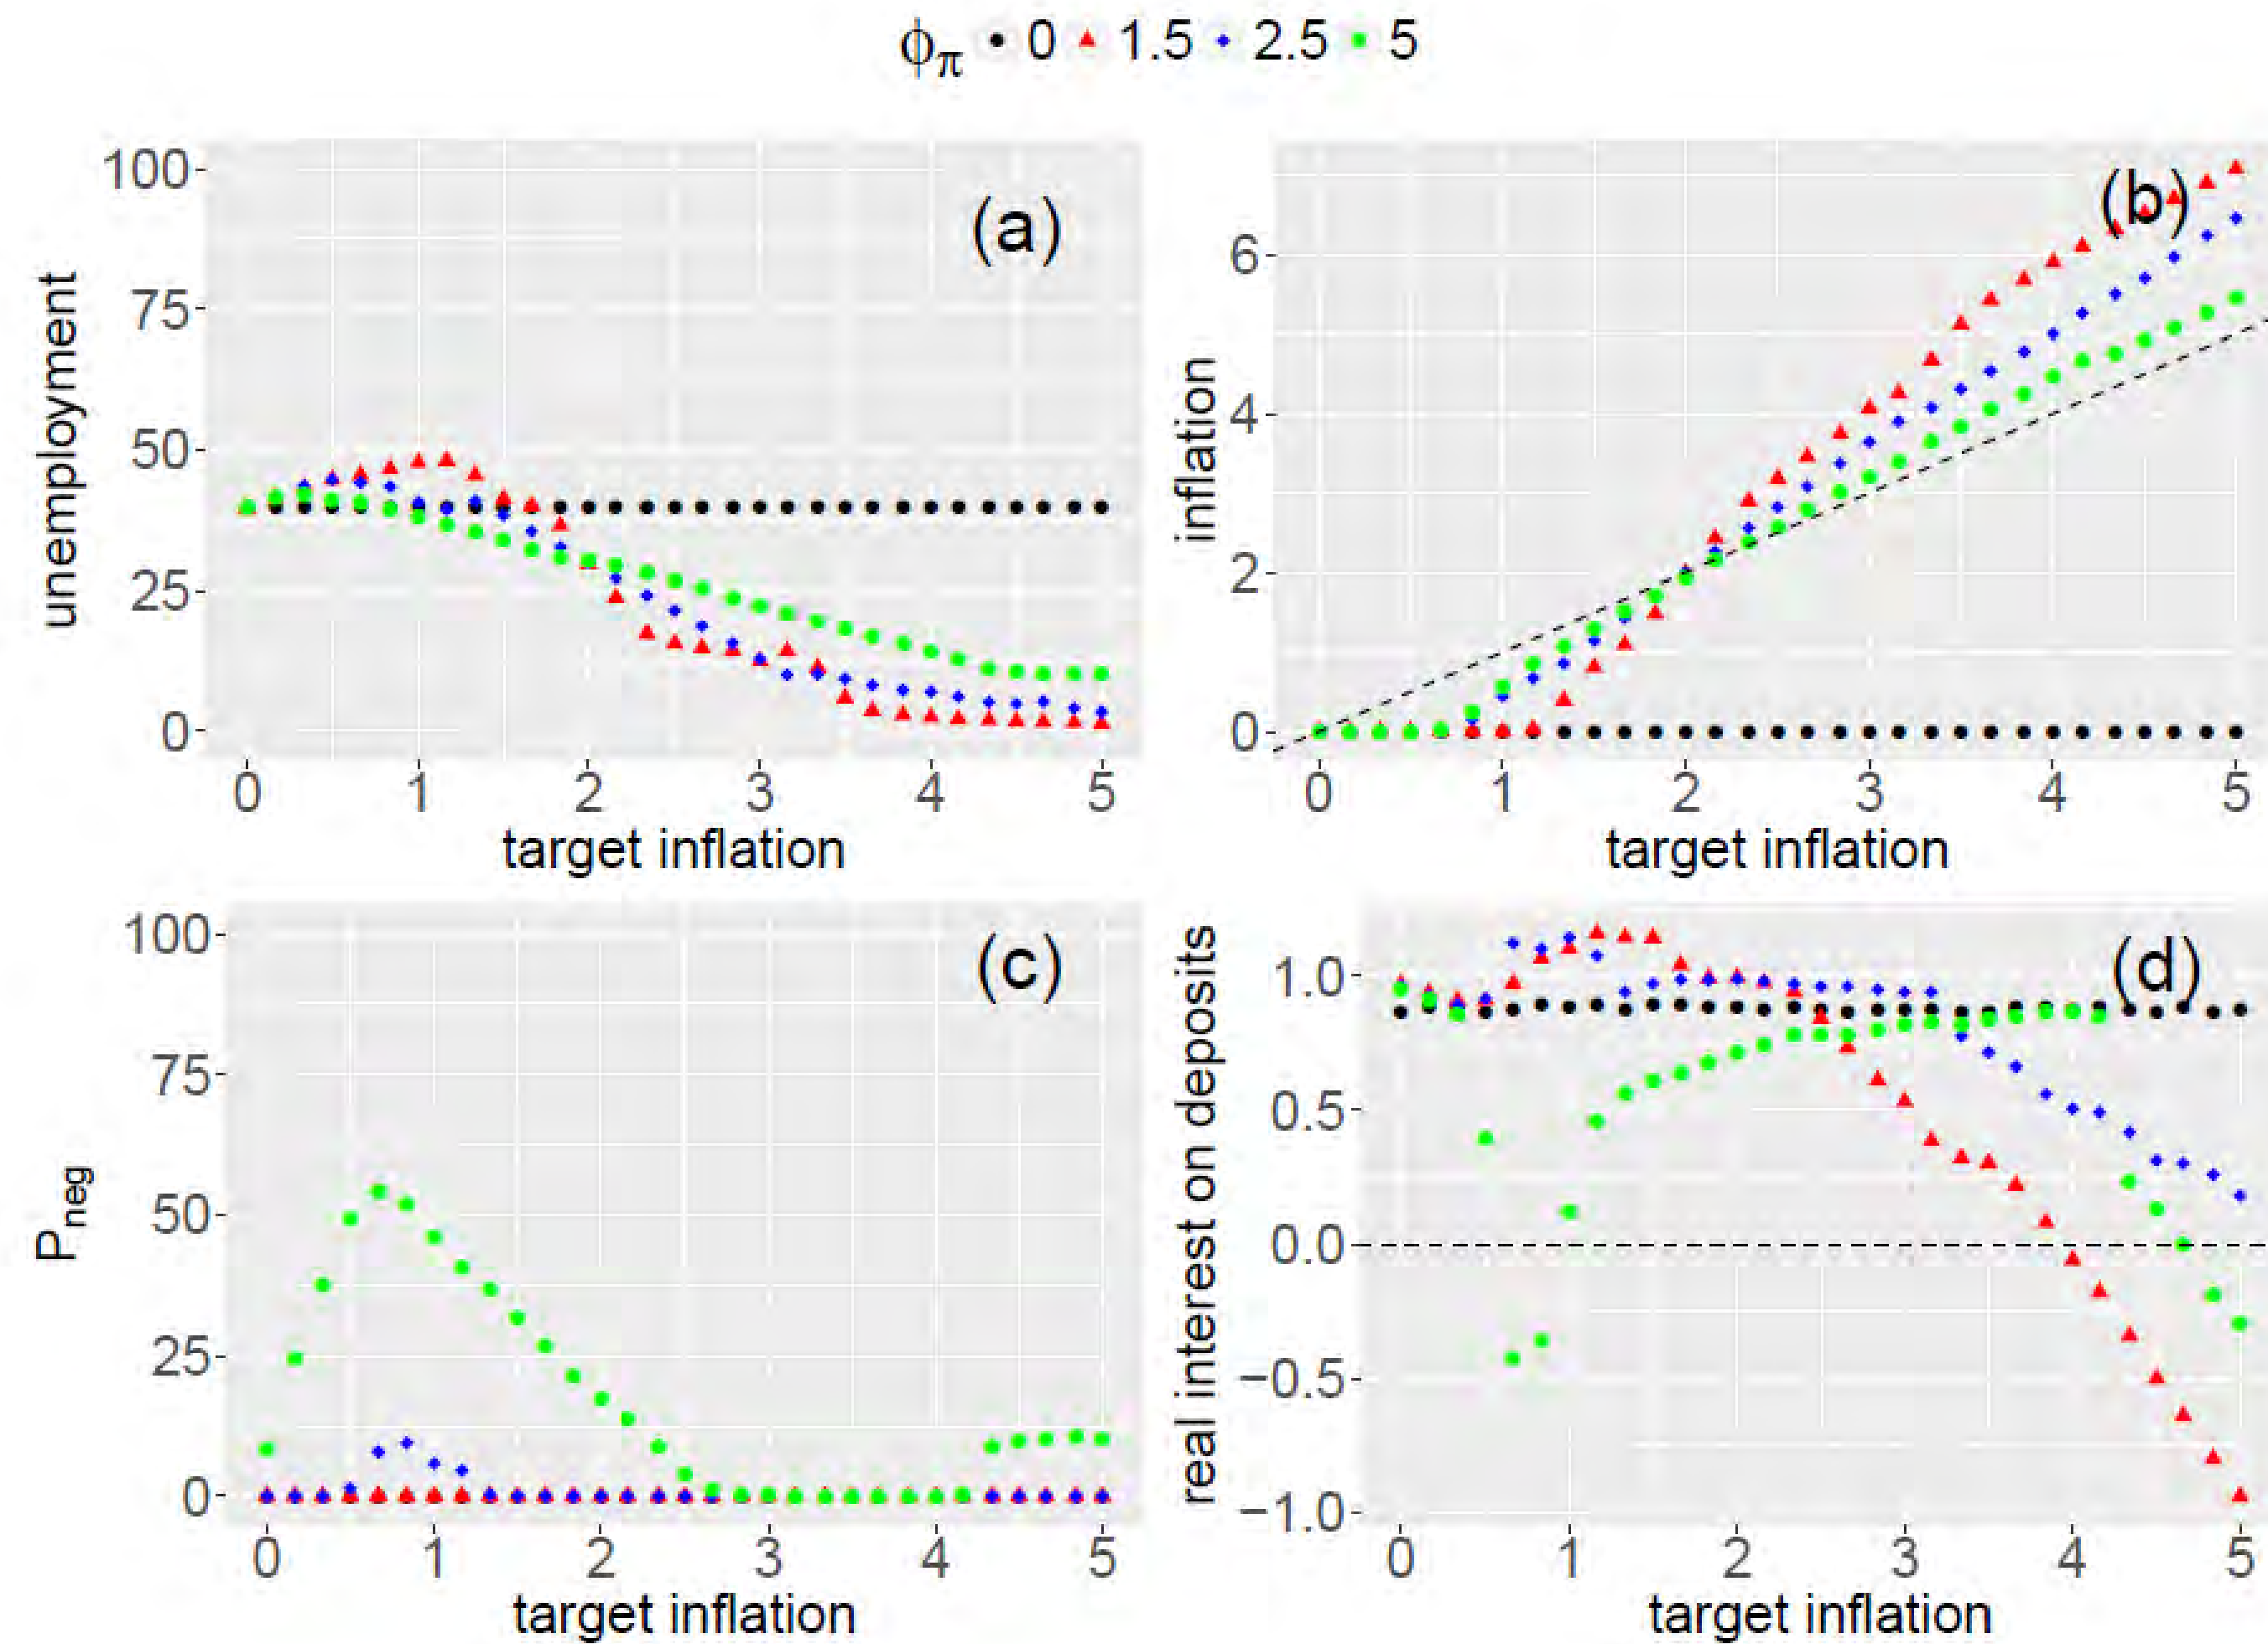 ϕπ 0 1.5 2.5 5
(a)
unemployment
100
75
50
25
0
0 1 2 3 4 5
target inflation
(b)
inflation
6
4
2
0
0 1 2 3 4 5
target inflation
(c)
Pneg
100
75
50
25
0
0 1 2 3 4 5
target inflation
(d)
real interest on deposits
1.0
0.5
0.0
−0.5
−1.0
0 1 2 3 4 5
target inflation